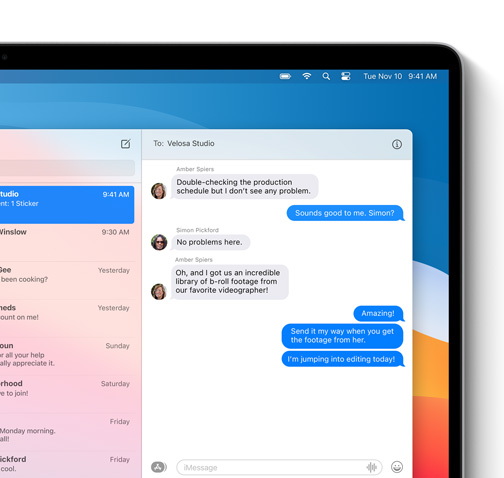 Tue Nov 10 9:41 AM
To: Velosa Studio
tudio 9:41 AM
nt: 1 Sticker
Winslow 9:30 AM
Gee Yesterday
been cooking?
neds Yesterday
ount on me!
oun Sunday
or all your help
ally appreciate it.
rhood Saturday
ve to join!
Friday
Monday morning.
all!
ickford Friday
cool.
Amber Spiers
Double-checking the production
schedule but I don't see any problem.
Sounds good to me. Simon?
Simon Pickford
No problems here.
Amber Spiers
Oh, and I got us an incredible
library of b-roll footage from
our favorite videographer!
Amazing!
Send it my way when you get
the footage from her.
I'm jumping into editing today!
iMessage